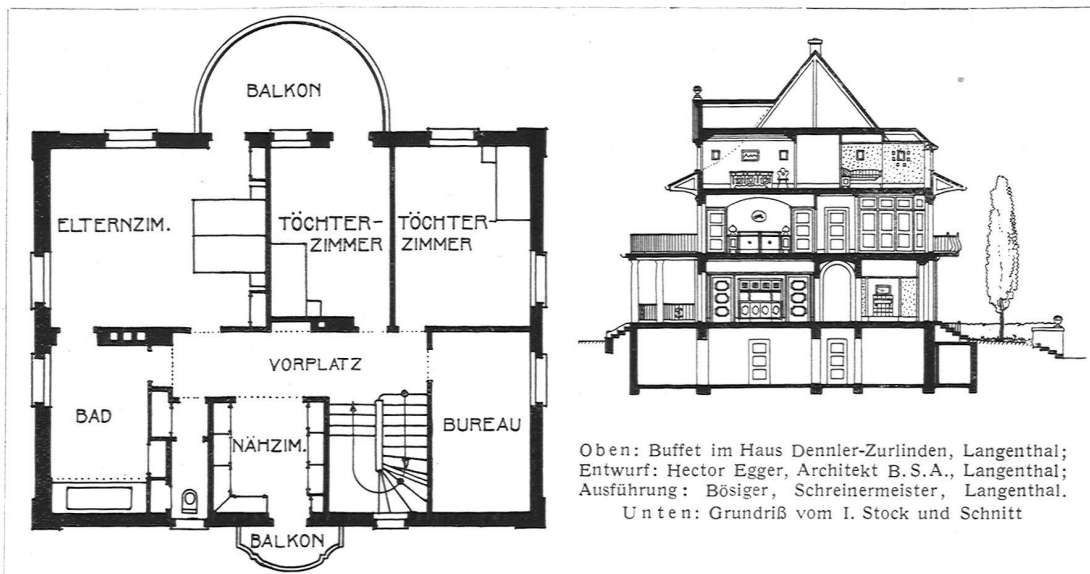 BALKON
ELTERNZIM.
TÖCHTER-
ZIMMER
TÖCHTER-
ZIMMER
VORPLATZ
BAD
NÄHZIM.
BUREAU
BALKON
Oben: Buffet im Haus Dennler-Zurlinden, Langenthal;
Entwurf: Hector Egger, Architekt B.S.A., Langenthal;
Ausführung: Bösiger, Schreinermeister, Langenthal.
Unten: Grundriß vom I. Stock und Schnitt